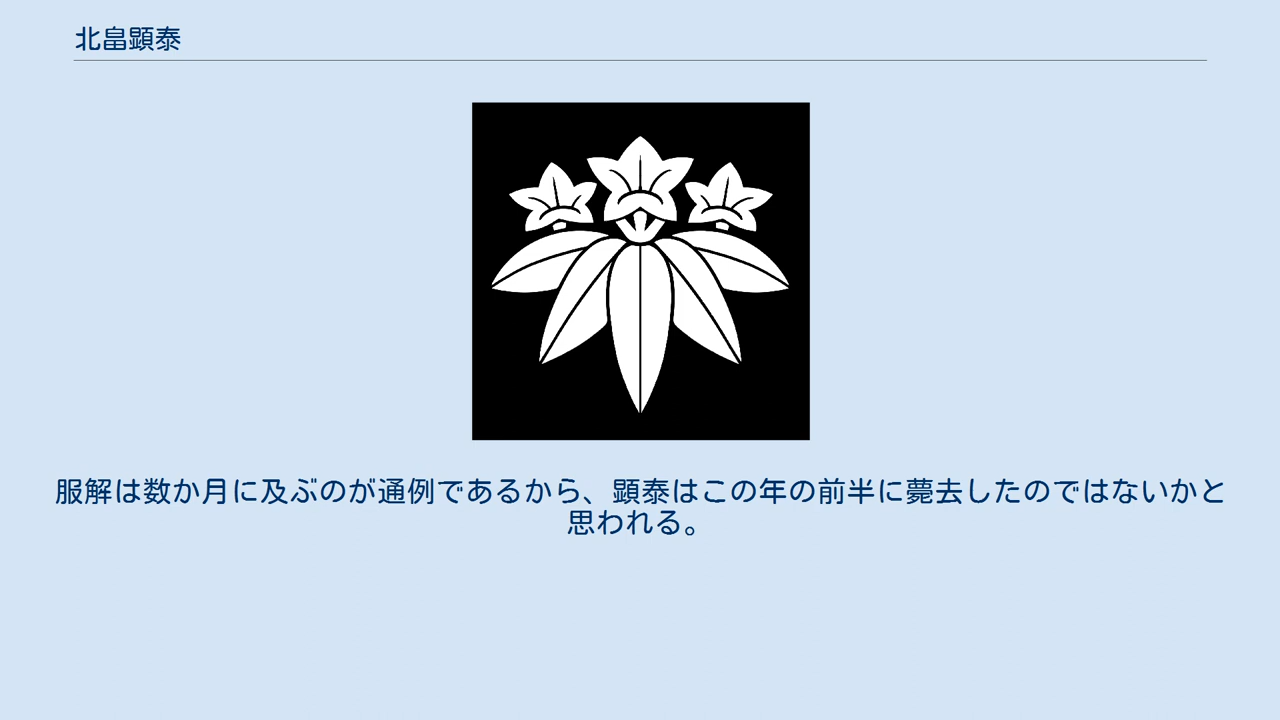 北畠顕泰
服解は数か月に及ぶのが通例であるから、顕泰はこの年の前半に薨去したのではないかと
思われる。